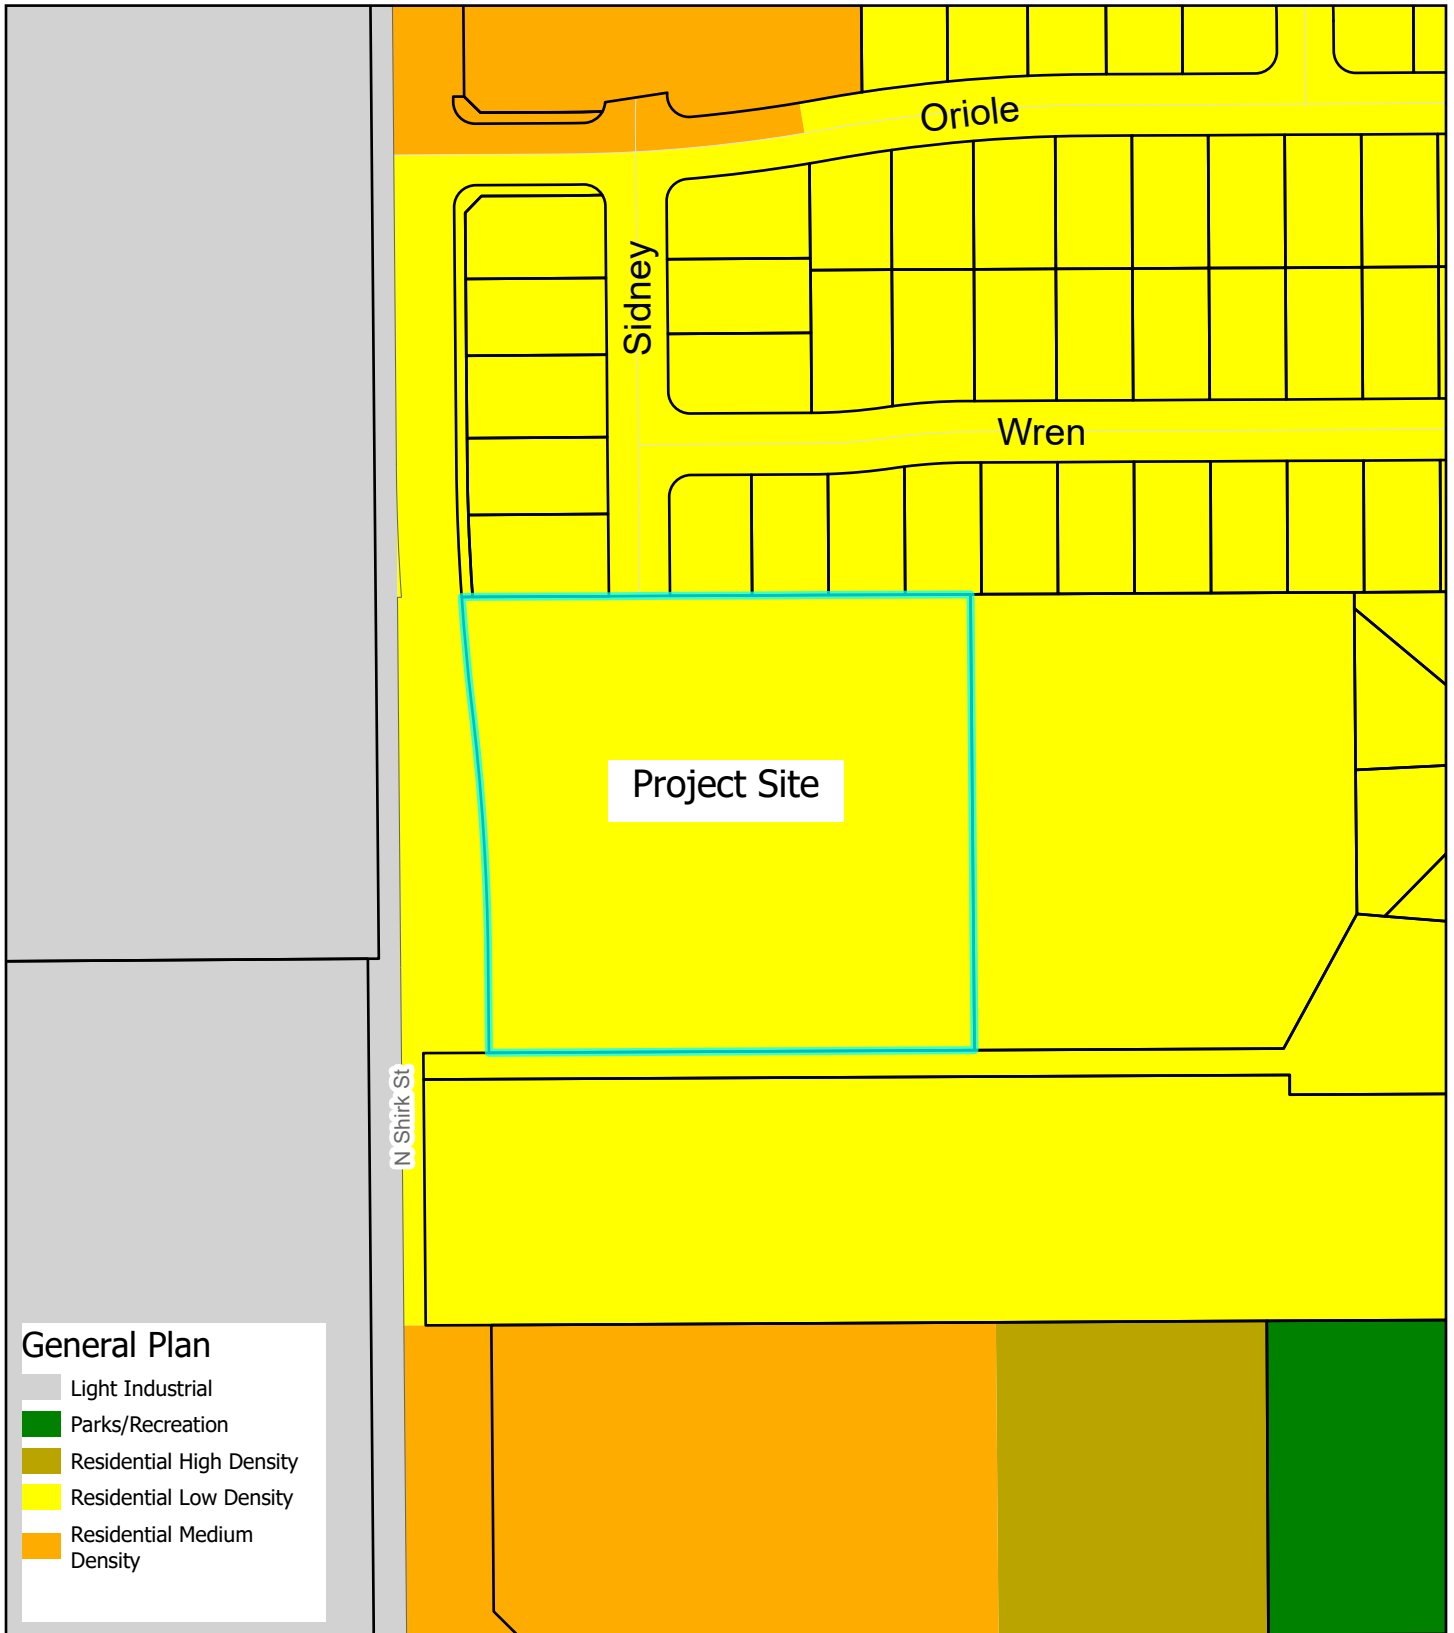 Oriole
Sidney
Wren
Project Site
N Shirk St
General Plan
Light Industrial
Parks/Recreation
Residential High Density
Residential Low Density
Residential Medium
Density